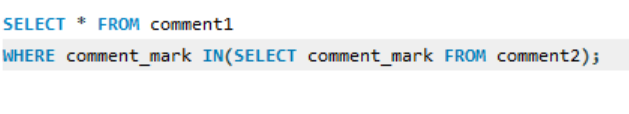 SELECT * FROM comment1
WHERE comment_mark IN(SELECT comment_mark FROM comment2);